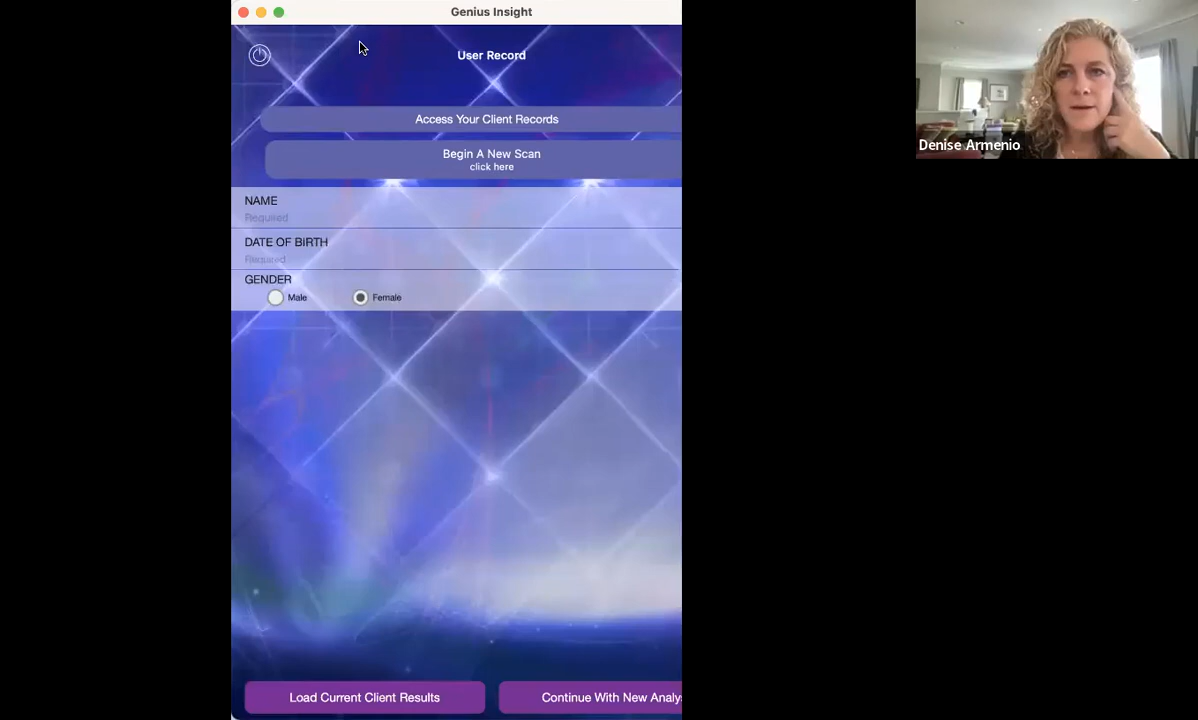 Genius Insight
User Record
Access Your Client Records
Begin A New Scan
click here
NAME
Required
DATE OF BIRTH
Required
GENDER
Male Female
Load Current Client Results
Continue With New Analy
Denise Armenio